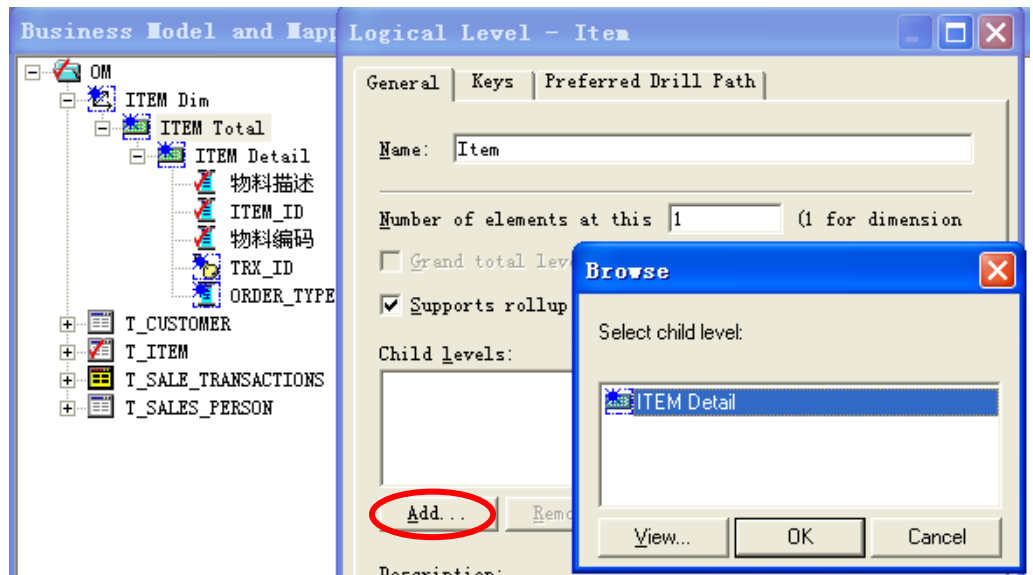 Business Model and Mapp
OM
ITEM Dim
ITEM Total
ITEM Detail
物料描述
ITEM_ID
物料编码
TRX_ID
ORDER_TYPE
T_CUSTOMER
T_ITEM
T_SALE_TRANSACTIONS
T_SALES_PERSON
Logical Level - Item
General Keys Preferred Drill Path
Name: Item
Number of elements at this 1 (1 for dimension
Grand total leve
Supports rollup
Child levels:
Add... Remo
Description:
Browse
Select child level:
ITEM Detail
View... OK Cancel